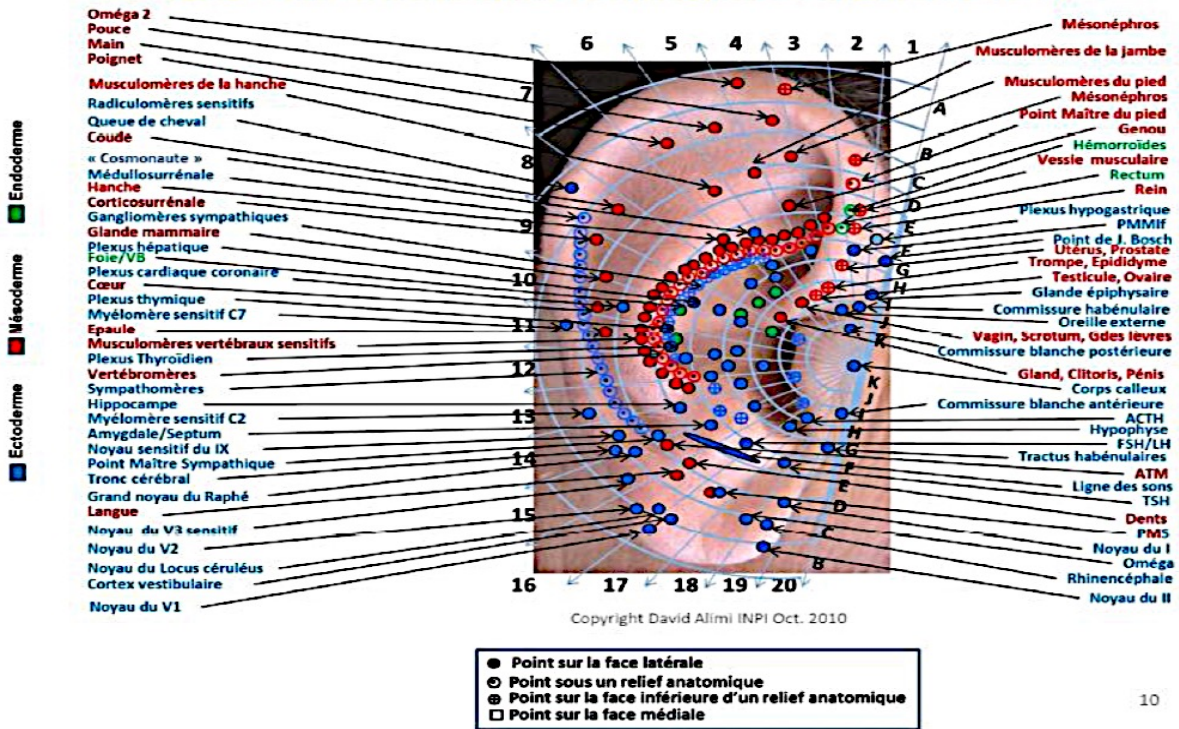 Oméga 2
Pouce
Main
Poignet
Musculomères de la hanche
Radiculomères sensitifs
Queue de cheval
Coude
« Cosmonaute »
Médullosurrénale
Hanche
Corticosurrénale
Gangliomères sympathiques
Glande mammaire
Plexus hépatique
Foie/VB
Plexus cardiaque coronaire
Cœur
Plexus thymique
Myélomère sensitif C7
Epaule
Musculomères vertébraux sensitifs
Plexus Thyroïdien
Vertébromères
Sympathomères
Hippocampe
Myélomère sensitif C2
Amygdale/Septum
Noyau sensitif du IX
Point Maître Sympathique
Tronc cérébral
Grand noyau du Raphé
Langue
Noyau du V3 sensitif
Noyau du V2
Noyau du Locus céruléus
Cortex vestibulaire
Noyau du V1
Endoderme
Mésoderme
Ectoderme
6 5 4 3 2 1
7
8
9
10
11
12
13
14
15
16 17 18 19 20
A
B
C
D
E
F
G
H
J
K
K
J
I
H
G
F
E
D
C
B
Mésonéphros
Musculomères de la jambe
Musculomères du pied
Mésonéphros
Point Maître du pied
Genou
Hémorroïdes
Vessie musculaire
Rectum
Rein
Plexus hypogastrique
PMMIf
Point de J. Bosch
Utérus, Prostate
Trompe, Epididyme
Testicule, Ovaire
Glande épiphysaire
Commissure habénulaire
Oreille externe
Vagin, Scrotum, Gdes lèvres
Commissure blanche postérieure
Gland, Clitoris, Pénis
Corps calleux
Commissure blanche antérieure
ACTH
Hypophyse
FSH/LH
Tractus habénulaires
ATM
Ligne des sons
TSH
Dents
PM5
Noyau du I
Oméga
Rhinencéphale
Noyau du II
Copyright David Alimi INPI Oct. 2010
Point sur la face latérale
Point sous un relief anatomique
Point sur la face inférieure d'un relief anatomique
Point sur la face médiale
10